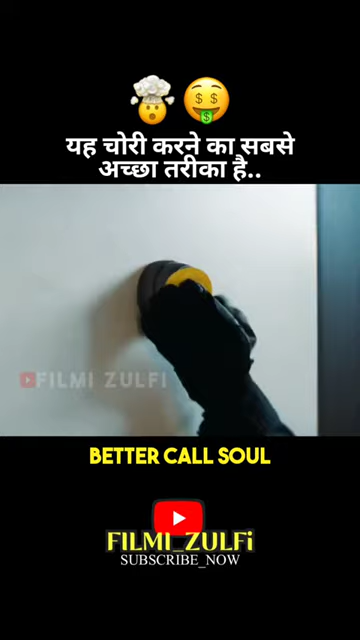 यह चोरी करने का सबसे
अच्छा तरीका है..
FILMI ZULFI
BETTER CALL SOUL
FILMI_ZULFi
SUBSCRIBE_NOW